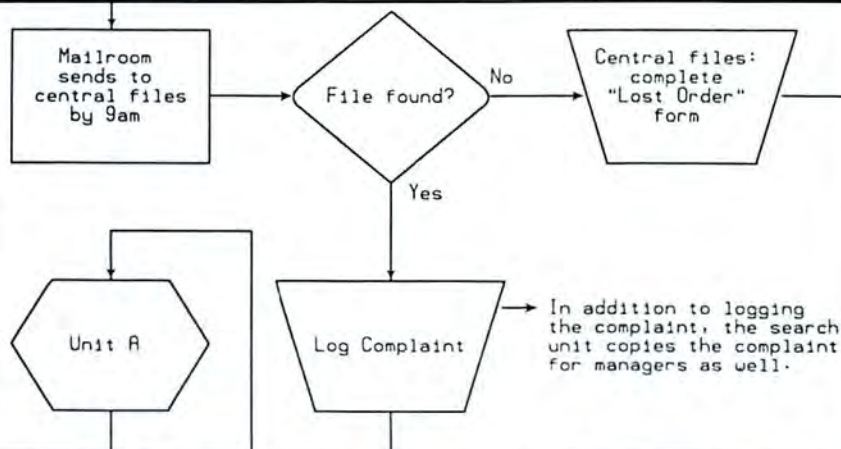 Mailroom
sends to
central files
by 9am
File found?
No
Central files:
complete
"Lost Order"
form
Yes
Unit A
Log Complaint
In addition to logging
the complaint, the search
unit copies the complaint
for managers as well.